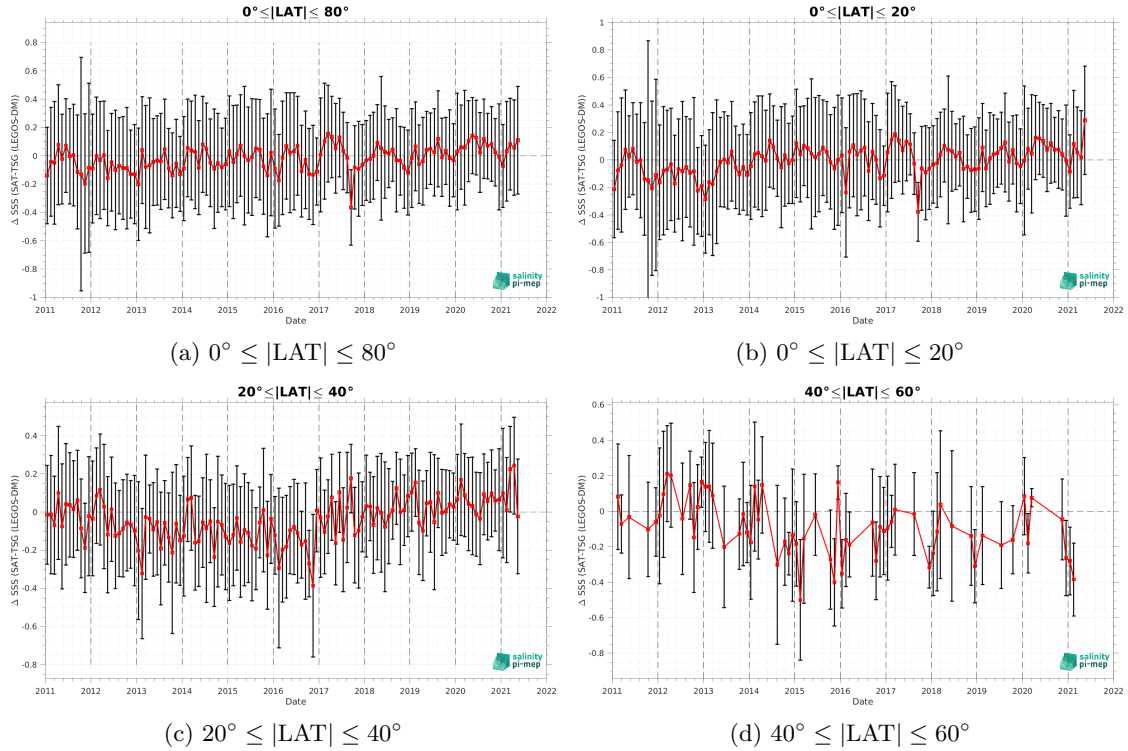 0°≤|LAT|≤ 80°
Δ SSS (SAT-TSG (LEGOS-DM))
0.8
0.6
0.4
0.2
0
-0.2
-0.4
-0.6
-0.8
-1
2011 2012 2013 2014 2015 2016 2017 2018 2019 2020 2021 2022
Date
salinity
pi-mep
(a) 0° ≤ |LAT| ≤ 80°
0°≤|LAT|≤ 20°
Δ SSS (SAT-TSG (LEGOS-DM))
1
0.8
0.6
0.4
0.2
0
-0.2
-0.4
-0.6
-0.8
-1
2011 2012 2013 2014 2015 2016 2017 2018 2019 2020 2021 2022
Date
salinity
pi-mep
(b) 0° ≤ |LAT| ≤ 20°
20°≤|LAT|≤ 40°
Δ SSS (SAT-TSG (LEGOS-DM))
0.4
0.2
0
-0.2
-0.4
-0.6
-0.8
2011 2012 2013 2014 2015 2016 2017 2018 2019 2020 2021 2022
Date
salinity
pi-mep
(c) 20° ≤ |LAT| ≤ 40°
40°≤|LAT|≤ 60°
Δ SSS (SAT-TSG (LEGOS-DM))
0.6
0.4
0.2
0
-0.2
-0.4
-0.6
-0.8
2011 2012 2013 2014 2015 2016 2017 2018 2019 2020 2021 2022
Date
salinity
pi-mep
(d) 40° ≤ |LAT| ≤ 60°